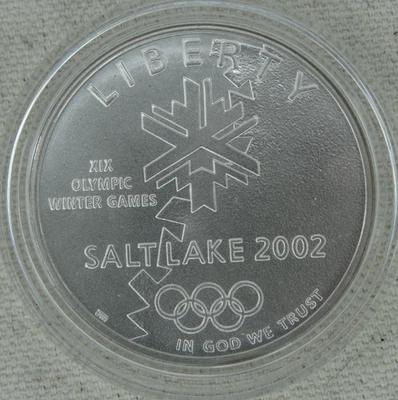 LIBERTY
XIX
OLYMPIC
WINTER GAMES
SALT LAKE 2002
IN GOD WE TRUST